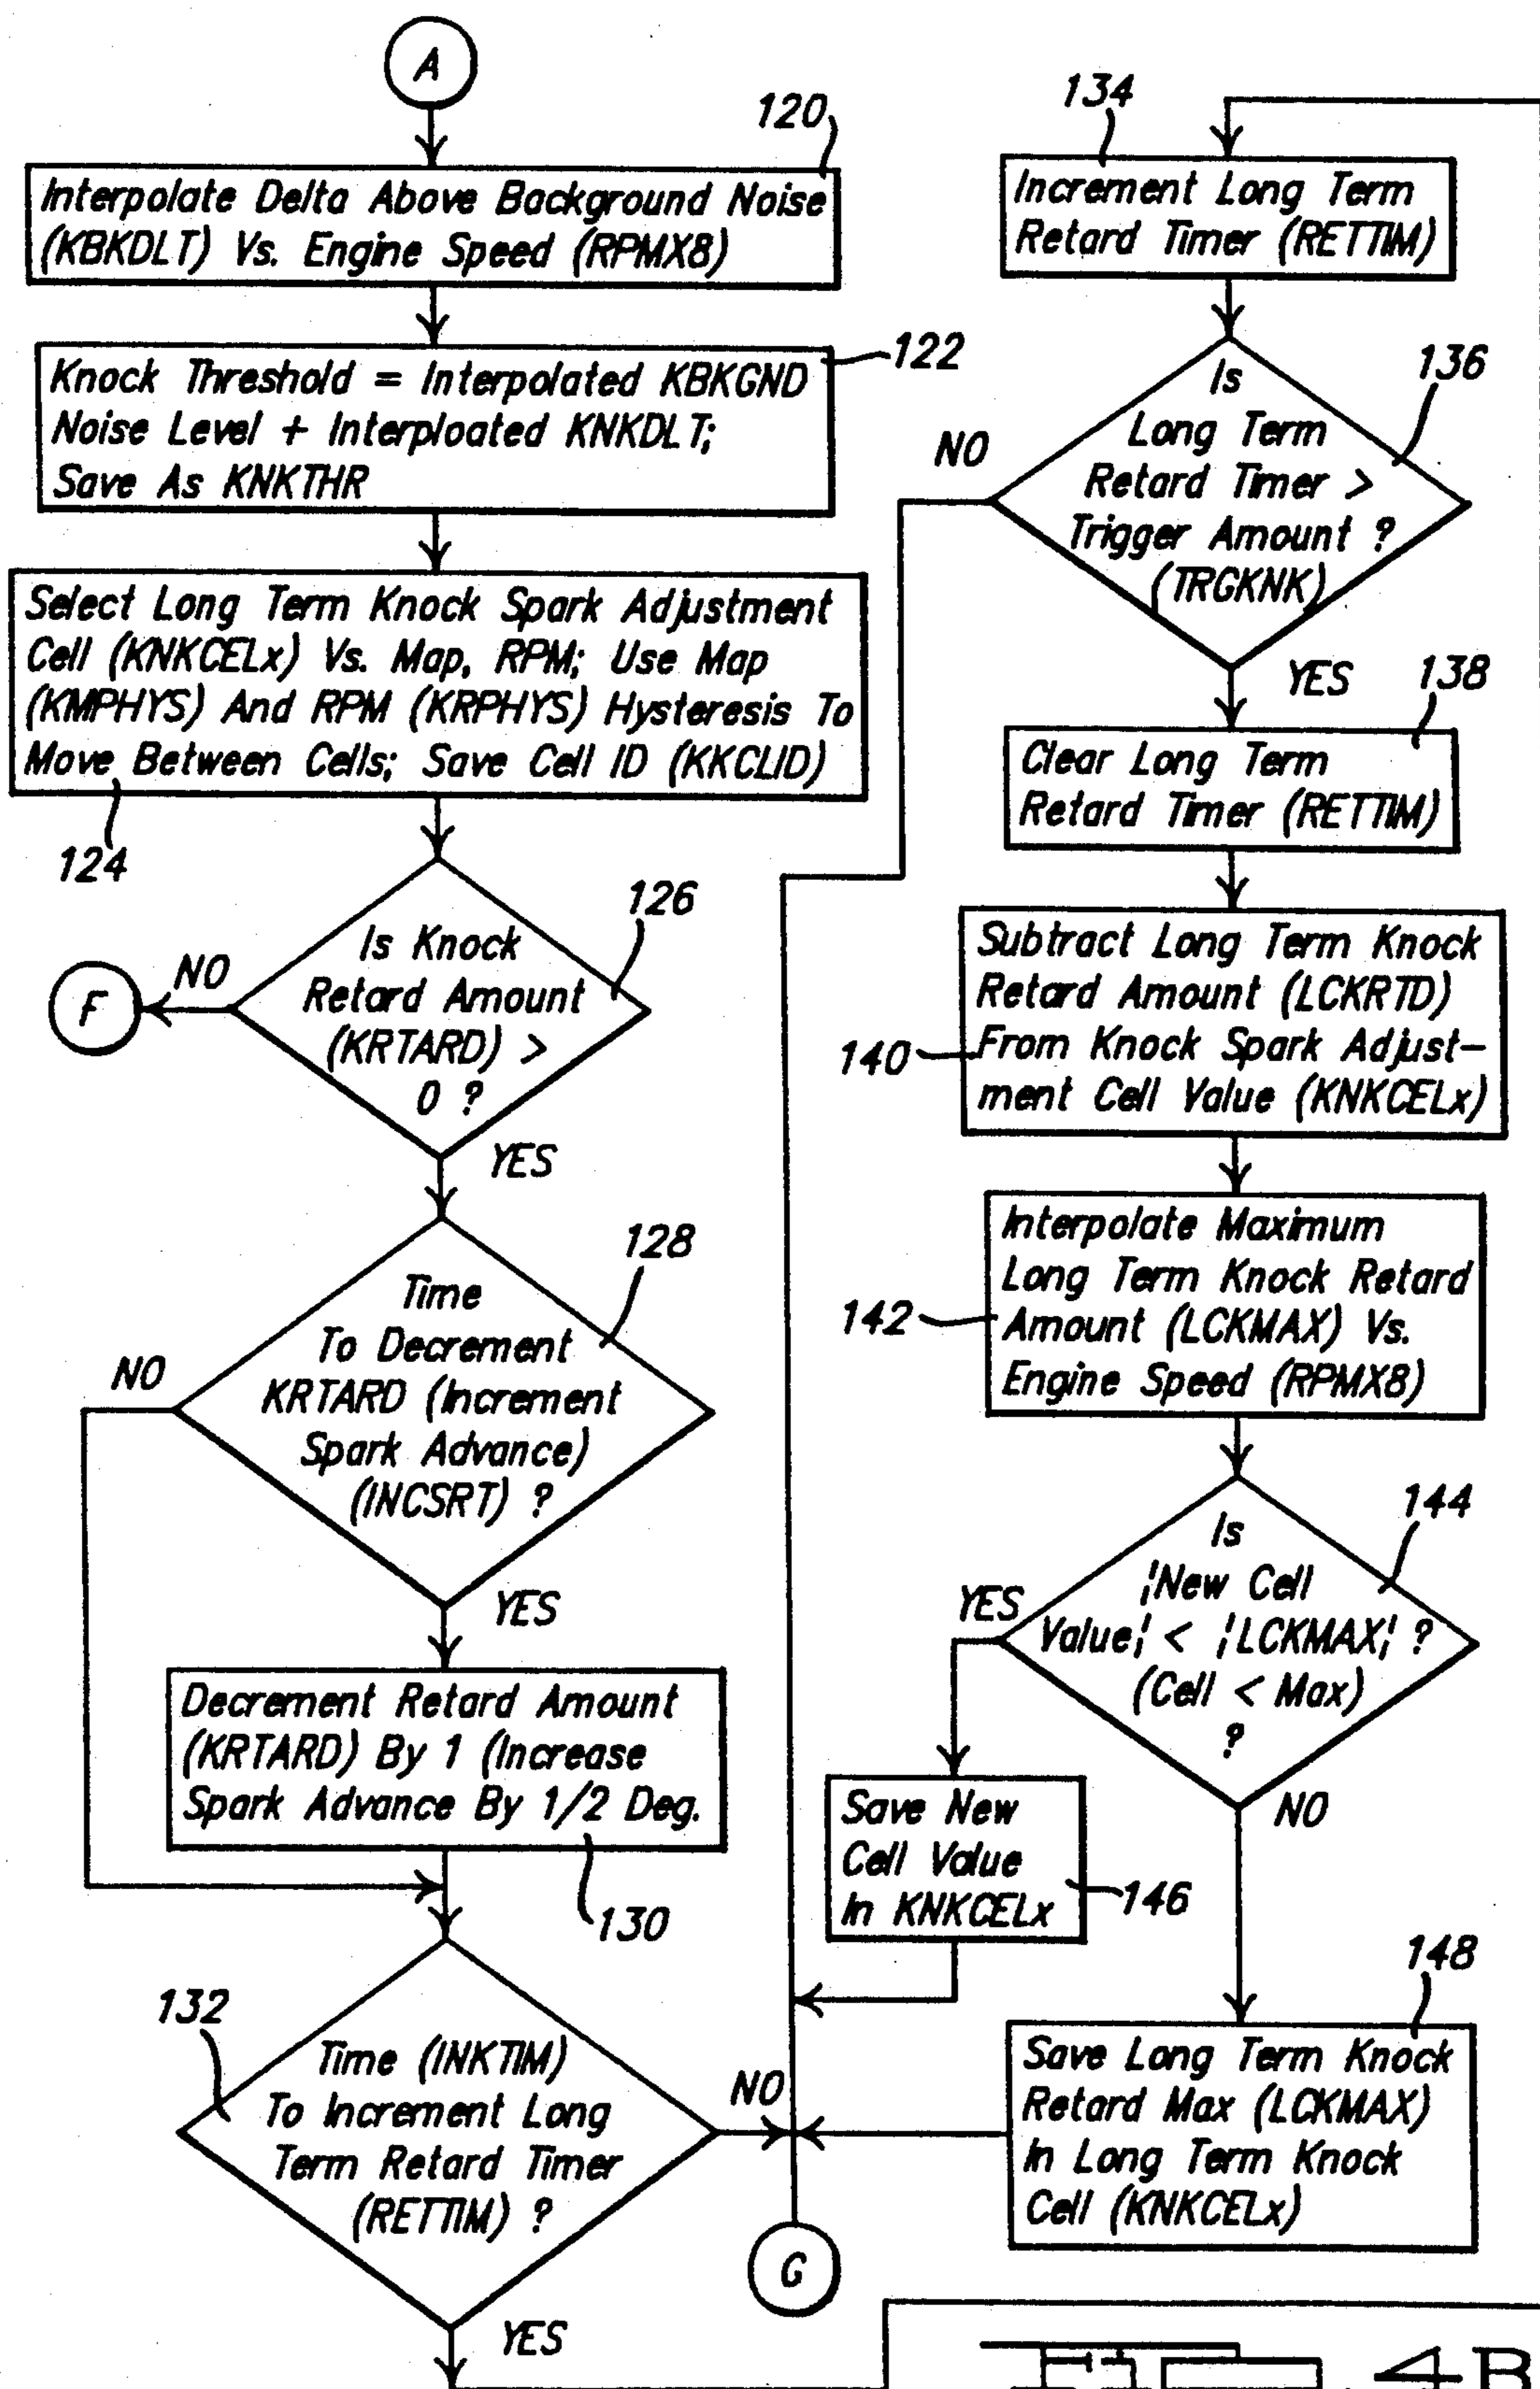 A
120
Interpolate Delta Above Background Noise
(KBKDLT) Vs. Engine Speed (RPMX8)
122
Knock Threshold = Interpolated KBKGND
Noise Level + Interploated KNKDLT;
Save As KNKTHR
Select Long Term Knock Spark Adjustment
Cell (KNKCELx) Vs. Map, RPM; Use Map
(KMPHYS) And RPM (KRPHYS) Hysteresis To
Move Between Cells; Save Cell ID (KKCLID)
124
126
Is Knock
Retard Amount
(KRTARD) >
0 ?
NO
F
YES
128
Time
To Decrement
KRTARD (Increment
Spark Advance)
(INCSRT) ?
NO
YES
Decrement Retard Amount
(KRTARD) By 1 (Increase
Spark Advance By 1/2 Deg.
130
132
Time (INKTIM)
To Increment Long
Term Retard Timer
(RETTIM) ?
NO
YES
134
Increment Long Term
Retard Timer (RETTIM)
136
Is
Long Term
Retard Timer >
Trigger Amount ?
(TRGKNK)
NO
YES
138
Clear Long Term
Retard Timer (RETTIM)
Subtract Long Term Knock
Retard Amount (LCKRTD)
From Knock Spark Adjust-
ment Cell Value (KNKCELx)
140
Interpolate Maximum
Long Term Knock Retard
Amount (LCKMAX) Vs.
Engine Speed (RPMX8)
142
144
Is
¦New Cell
Value¦ < ¦LCKMAX¦ ?
(Cell < Max)
?
YES
NO
Save New
Cell Value
In KNKCELx
146
148
Save Long Term Knock
Retard Max (LCKMAX)
In Long Term Knock
Cell (KNKCELx)
G
4B